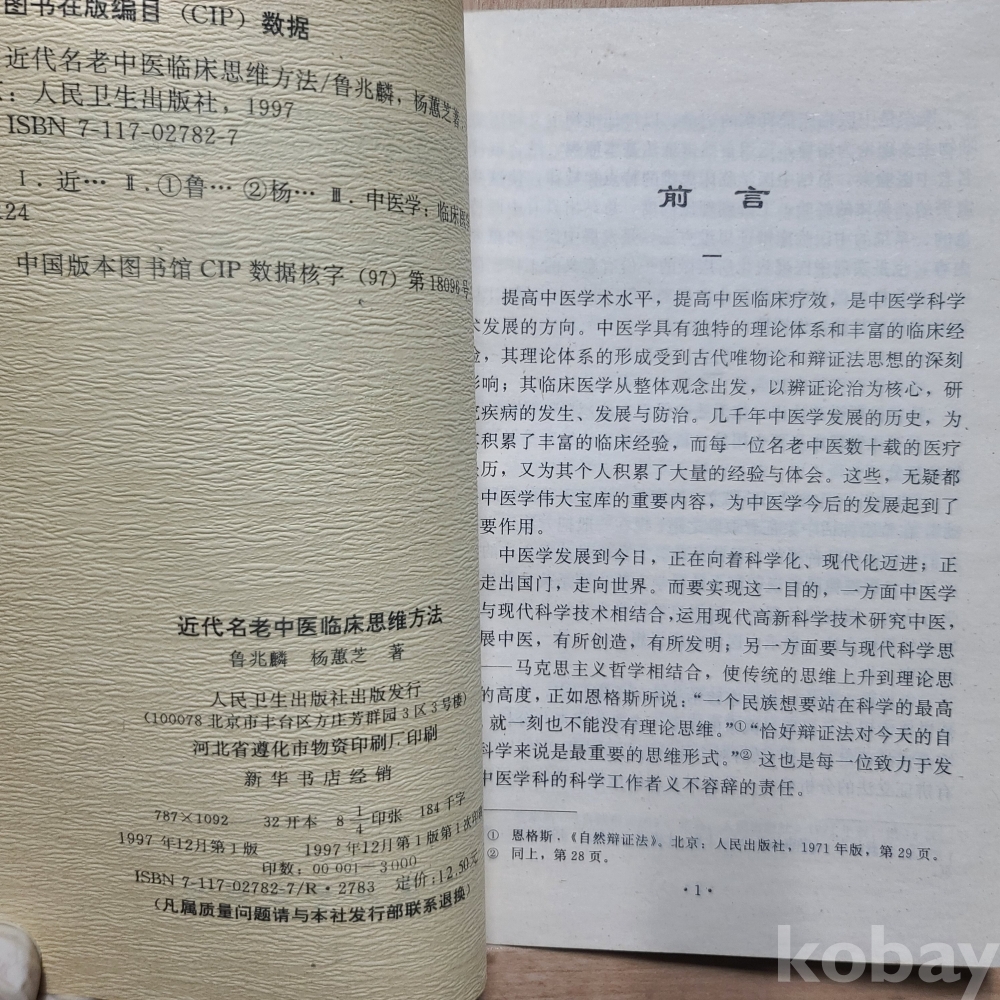 图书在版编目（CIP）数据
近代名老中医临床思维方法/鲁兆麟，杨蕙芝著.
：人民卫生出版社，1997
ISBN 7-117-02782-7
Ⅰ.近… Ⅱ.①鲁… ②杨… Ⅲ.中医学：临床医
24
中国版本图书馆 CIP 数据核字（97）第 18096 号
近代名老中医临床思维方法
鲁兆麟 杨蕙芝 著
人民卫生出版社出版发行
(100078 北京市丰台区方庄芳群园3区3号楼)
河北省遵化市物资印刷厂印刷
新华书店经销
787×1092 32开本 8 1/4 印张 184千字
1997年12月第1版 1997年12月第1版第1次印刷
印数：00 001—3 000
ISBN 7-117-02782-7/R·2783 定价：12.50元
(凡属质量问题请与本社发行部联系退换)
前言
一
提高中医学术水平，提高中医临床疗效，是中医学科学
术发展的方向。中医学具有独特的理论体系和丰富的临床经
验，其理论体系的形成受到古代唯物论和辩证法思想的深刻
影响；其临床医学从整体观念出发，以辨证论治为核心，研
究疾病的发生、发展与防治。几千年中医学发展的历史，为
其积累了丰富的临床经验，而每一位名老中医数十载的医疗
经历，又为其个人积累了大量的经验与体会。这些，无疑都
中医学伟大宝库的重要内容，为中医学今后的发展起到了
要作用。
中医学发展到今日，正在向着科学化、现代化迈进；正
走出国门，走向世界。而要实现这一目的，一方面中医学
与现代科学技术相结合，运用现代高新科学技术研究中医，
展中医，有所创造，有所发明；另一方面要与现代科学思
——马克思主义哲学相结合，使传统的思维上升到理论思
的高度，正如恩格斯所说：“一个民族想要站在科学的最高
，就一刻也不能没有理论思维。”①“恰好辩证法对今天的自
科学来说是最重要的思维形式。”② 这也是每一位致力于发
中医学科的科学工作者义不容辞的责任。
① 恩格斯.《自然辩证法》. 北京：人民出版社，1971年版，第29页。
② 同上，第28页。
·1·
kobay